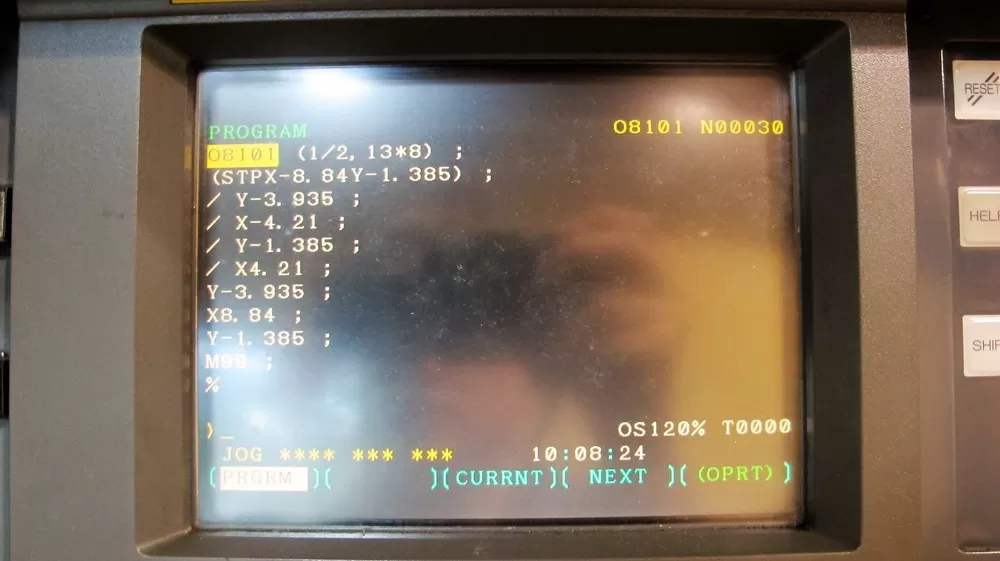 PROGRAM O8101 N00030
O8101 (1/2, 13*8) ;
(STPX-8.84Y-1.385) ;
/ Y-3.935 ;
/ X-4.21 ;
/ Y-1.385 ;
/ X4.21 ;
Y-3.935 ;
X8.84 ;
Y-1.385 ;
M99 ;
%
)_
OS120% T0000
JOG **** *** *** 10:08:24
(PRGRM )( )(CURRNT)( NEXT )( (OPRT) )
RESET